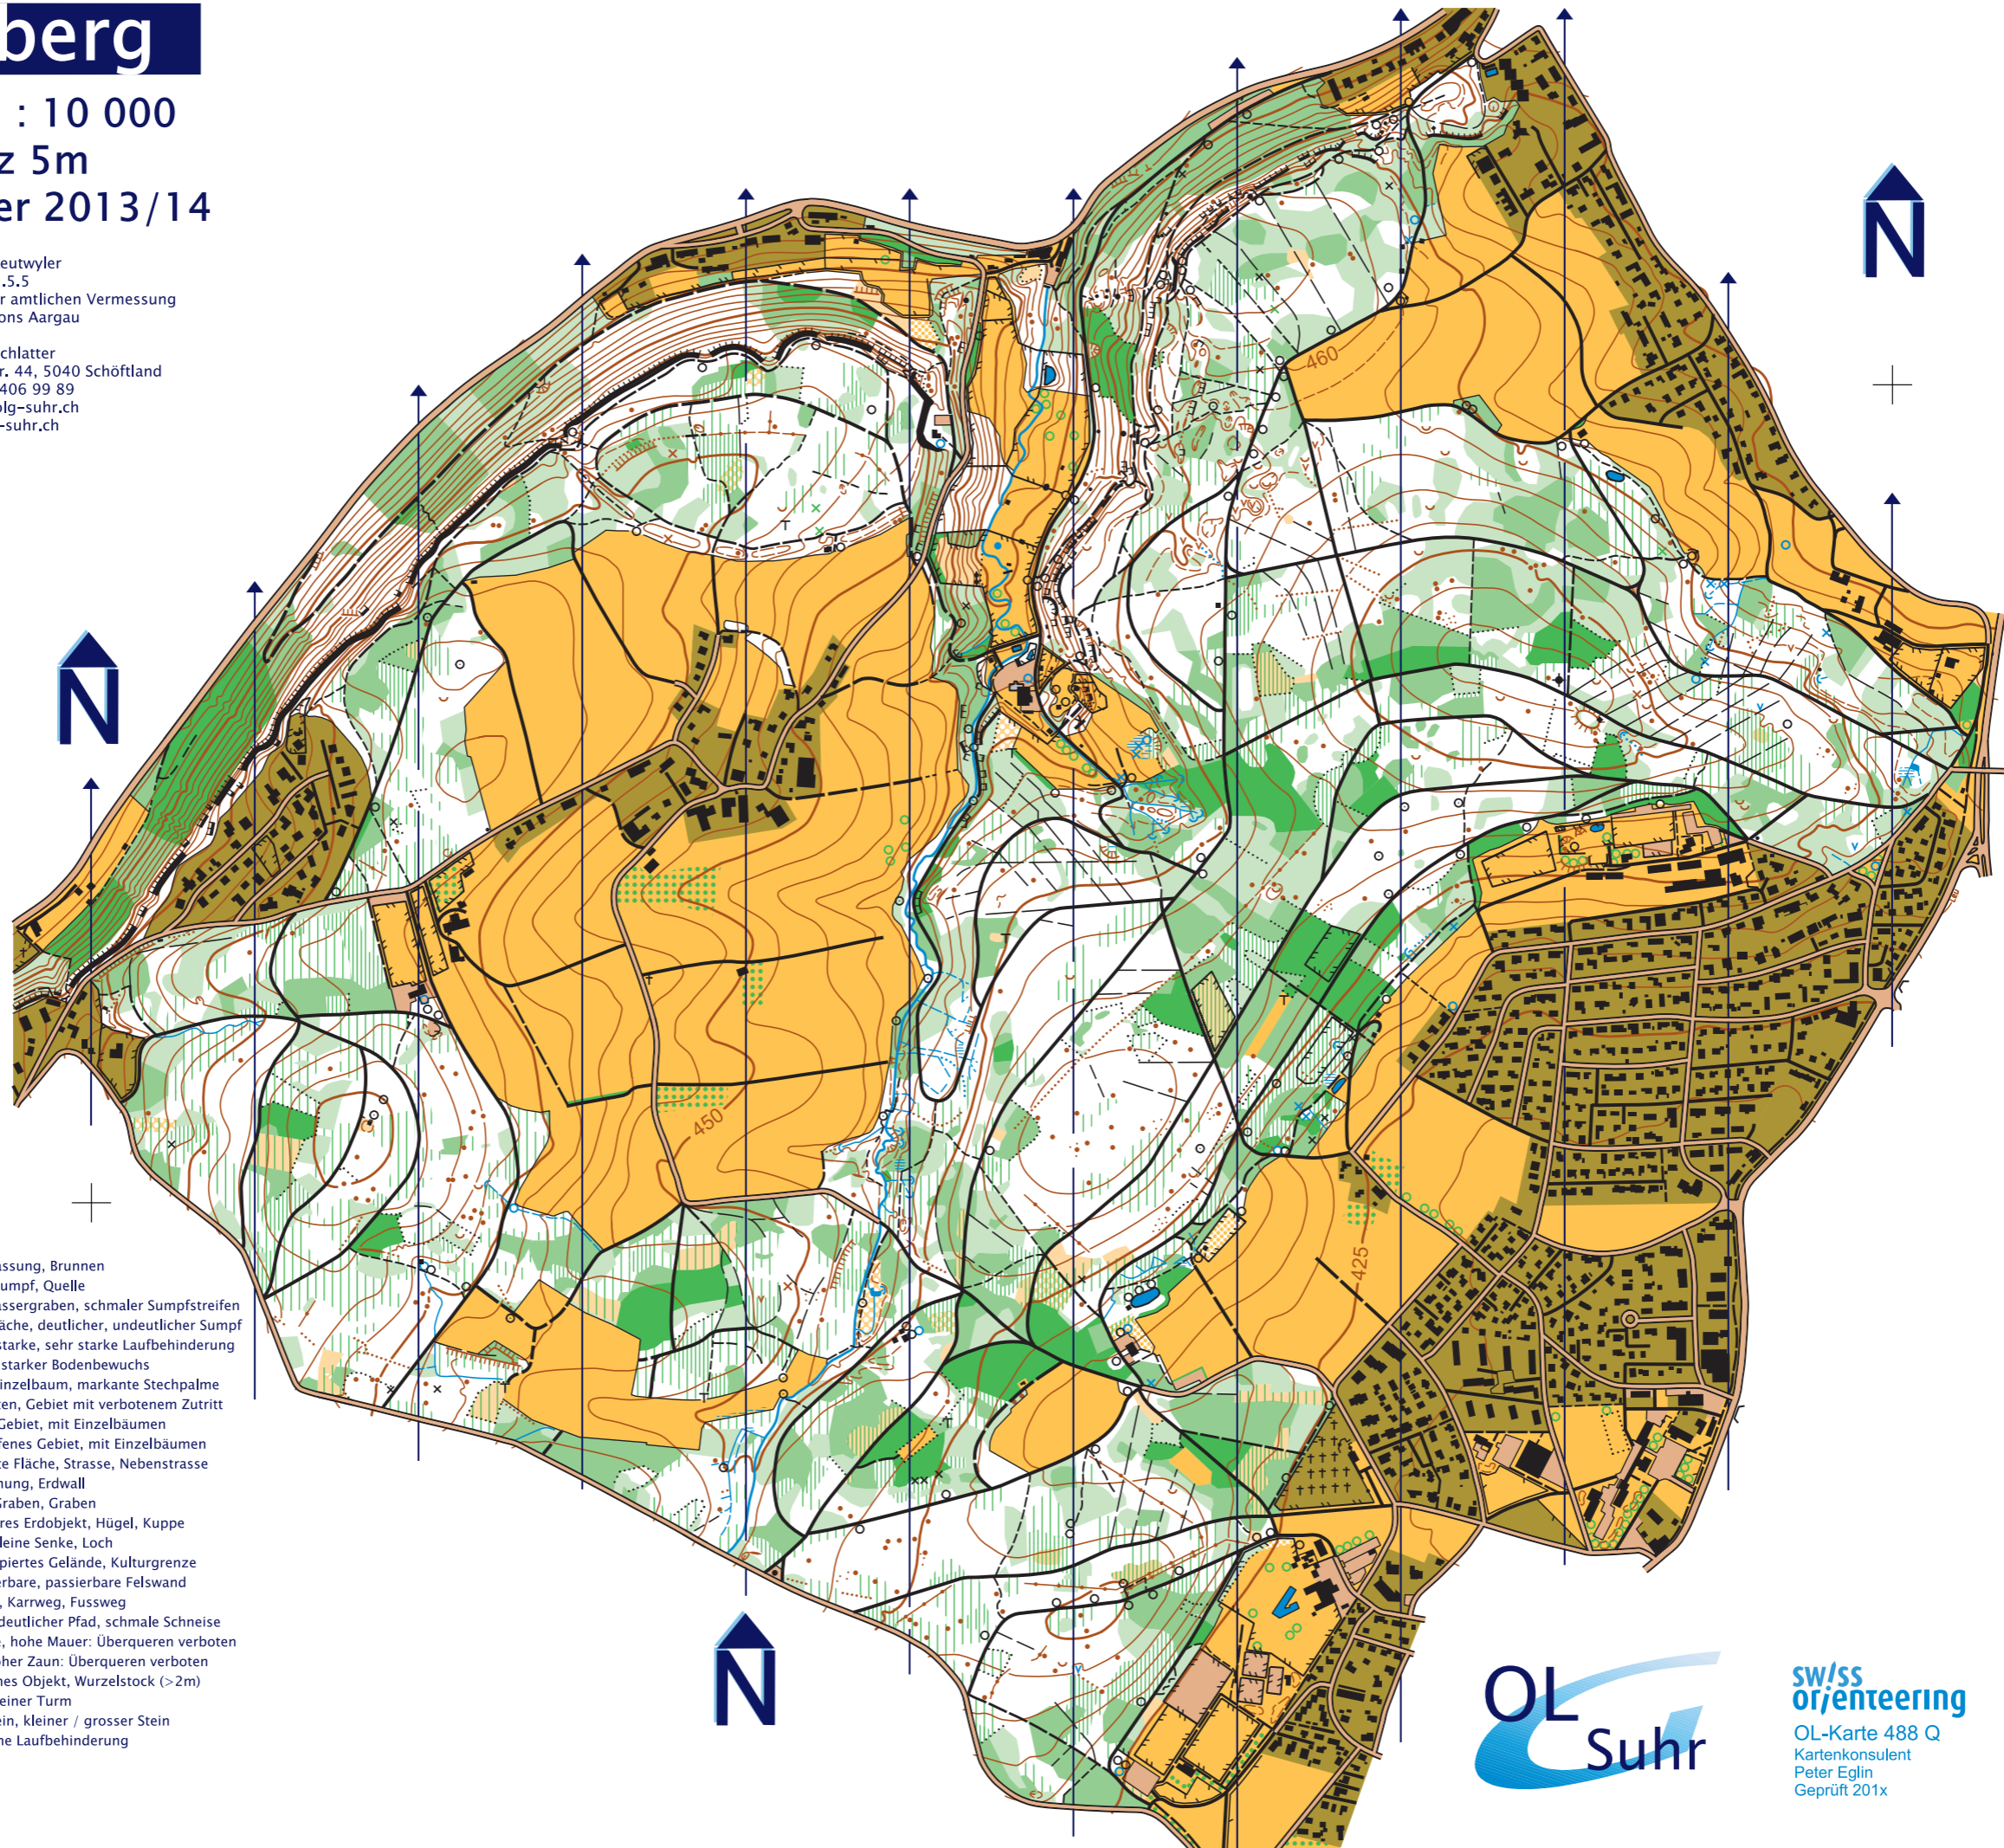 berg
: 10 000
z 5m
er 2013/14
eutwyler
.5.5
r amtlichen Vermessung
ons Aargau
chlatter
r. 44, 5040 Schöftland
406 99 89
olg-suhr.ch
-suhr.ch
N
N
460
450
425
assung, Brunnen
umpf, Quelle
assergraben, schmaler Sumpfstreifen
äche, deutlicher, undeutlicher Sumpf
starke, sehr starke Laufbehinderung
starker Bodenbewuchs
inzelbaum, markante Stechpalme
ten, Gebiet mit verbotenem Zutritt
Gebiet, mit Einzelbäumen
fenes Gebiet, mit Einzelbäumen
te Fläche, Strasse, Nebenstrasse
hung, Erdwall
Graben, Graben
res Erdobjekt, Hügel, Kuppe
leine Senke, Loch
piertes Gelände, Kulturgrenze
erbare, passierbare Felswand
, Karrweg, Fussweg
deutlicher Pfad, schmale Schneise
e, hohe Mauer: Überqueren verboten
oher Zaun: Überqueren verboten
hes Objekt, Wurzelstock (>2m)
leiner Turm
ein, kleiner / grosser Stein
he Laufbehinderung
N
OL
Suhr
swiss
orienteering
OL-Karte 488 Q
Kartenkonsulent
Peter Eglin
Geprüft 201x